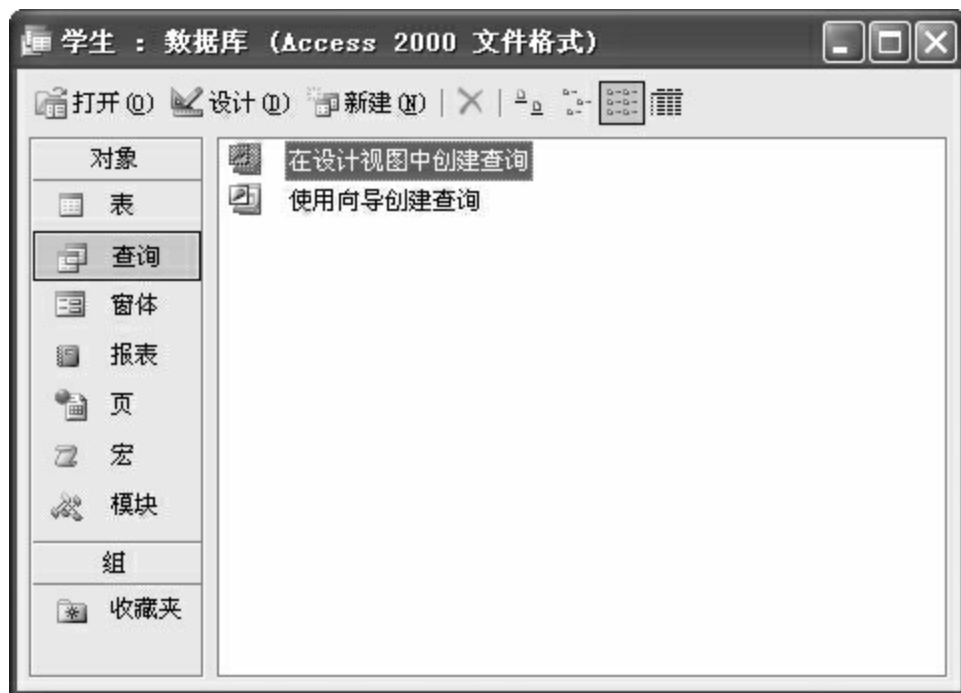 学生 : 数据库 (Access 2000 文件格式)
打开(O) 设计(D) 新建(N)
对象
表
查询
窗体
报表
页
宏
模块
组
收藏夹
在设计视图中创建查询
使用向导创建查询